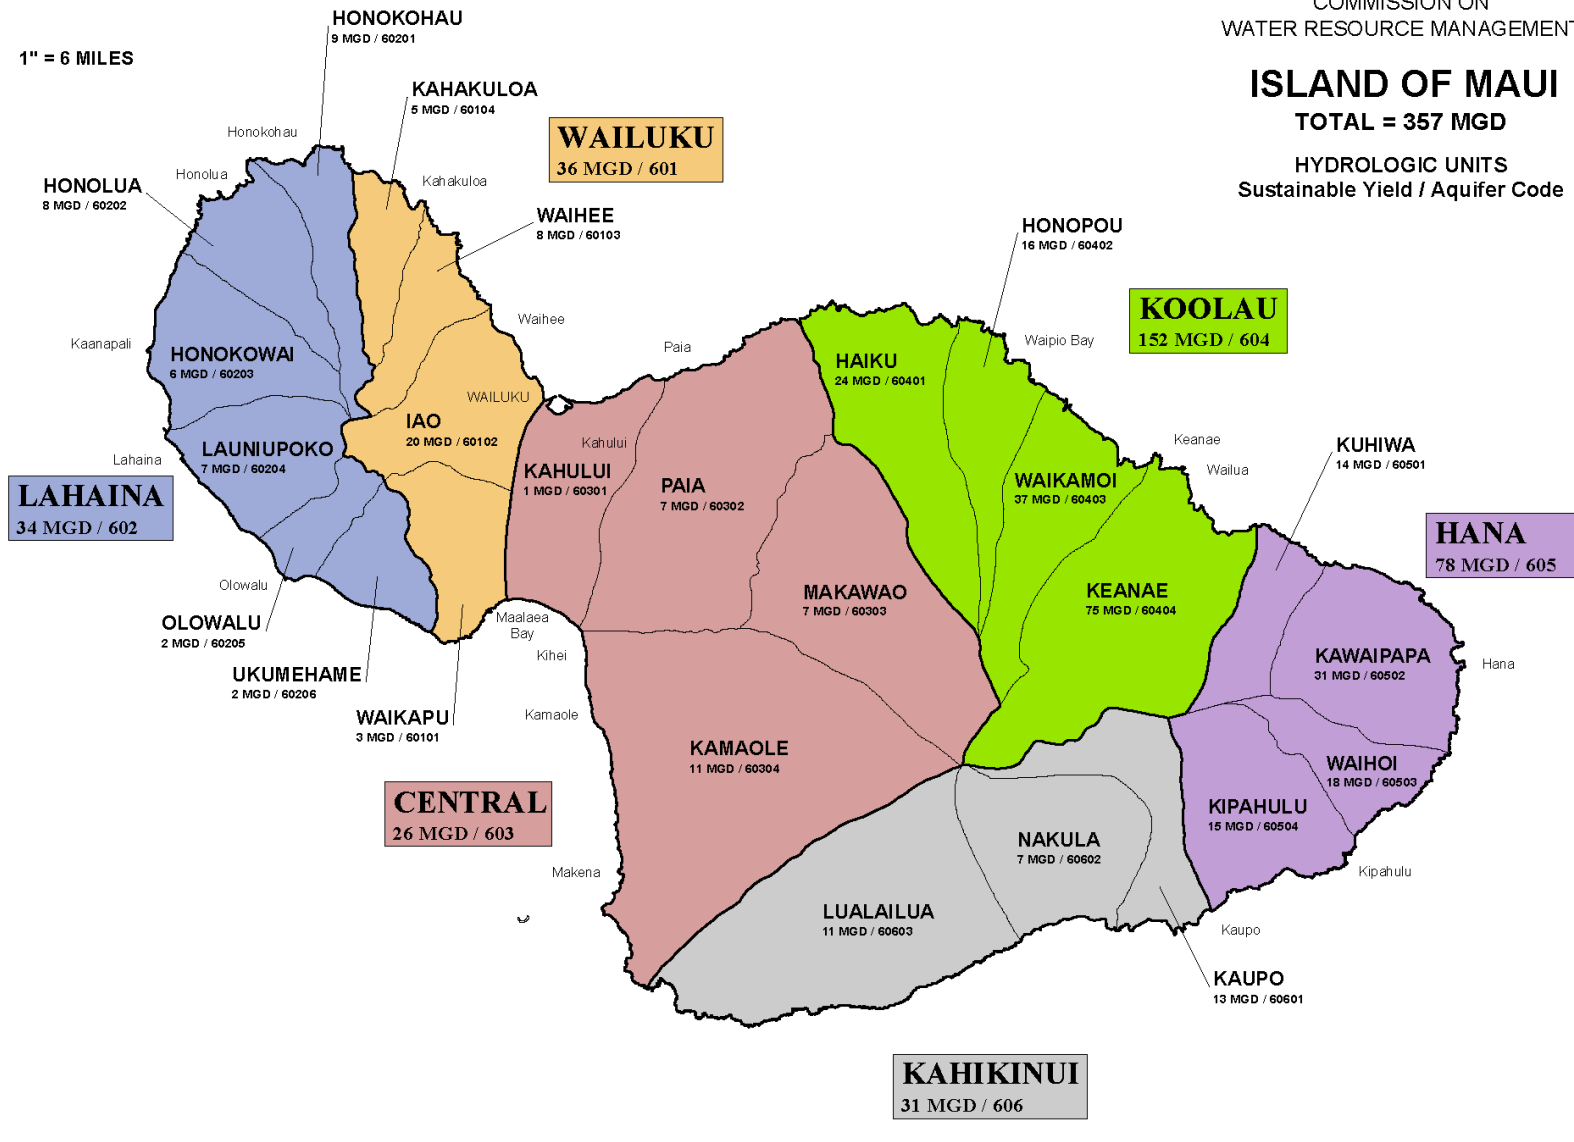 COMMISSION ON
WATER RESOURCE MANAGEMENT
ISLAND OF MAUI
TOTAL = 357 MGD
HYDROLOGIC UNITS
Sustainable Yield / Aquifer Code
1" = 6 MILES
HONOKOHAU
9 MGD / 60201
KAHAKULOA
5 MGD / 60104
WAILUKU
36 MGD / 601
Honokohau
Honolua
Kahakuloa
HONOLUA
8 MGD / 60202
WAIHEE
8 MGD / 60103
HONOPOU
16 MGD / 60402
KOOLAU
152 MGD / 604
Waihee
Kaanapali
Paia
Waipio Bay
HONOKOWAI
6 MGD / 60203
HAIKU
24 MGD / 60401
WAILUKU
IAO
20 MGD / 60102
Kahului
Keanae
Wailua
KUHIWA
14 MGD / 60501
Lahaina
LAUNIUPOKO
7 MGD / 60204
KAHULUI
1 MGD / 60301
PAIA
7 MGD / 60302
WAIKAMOI
37 MGD / 60403
LAHAINA
34 MGD / 602
HANA
78 MGD / 605
Olowalu
MAKAWAO
7 MGD / 60303
KEANAE
75 MGD / 60404
OLOWALU
2 MGD / 60205
Maalaea
Bay
Kihei
KAWAIPAPA
31 MGD / 60502
Hana
UKUMEHAME
2 MGD / 60206
WAIKAPU
3 MGD / 60101
Kamaole
KAMAOLE
11 MGD / 60304
WAIHOI
18 MGD / 60503
CENTRAL
26 MGD / 603
KIPAHULU
15 MGD / 60504
NAKULA
7 MGD / 60602
Makena
Kipahulu
LUALAILUA
11 MGD / 60603
Kaupo
KAUPO
13 MGD / 60601
KAHIKINUI
31 MGD / 606